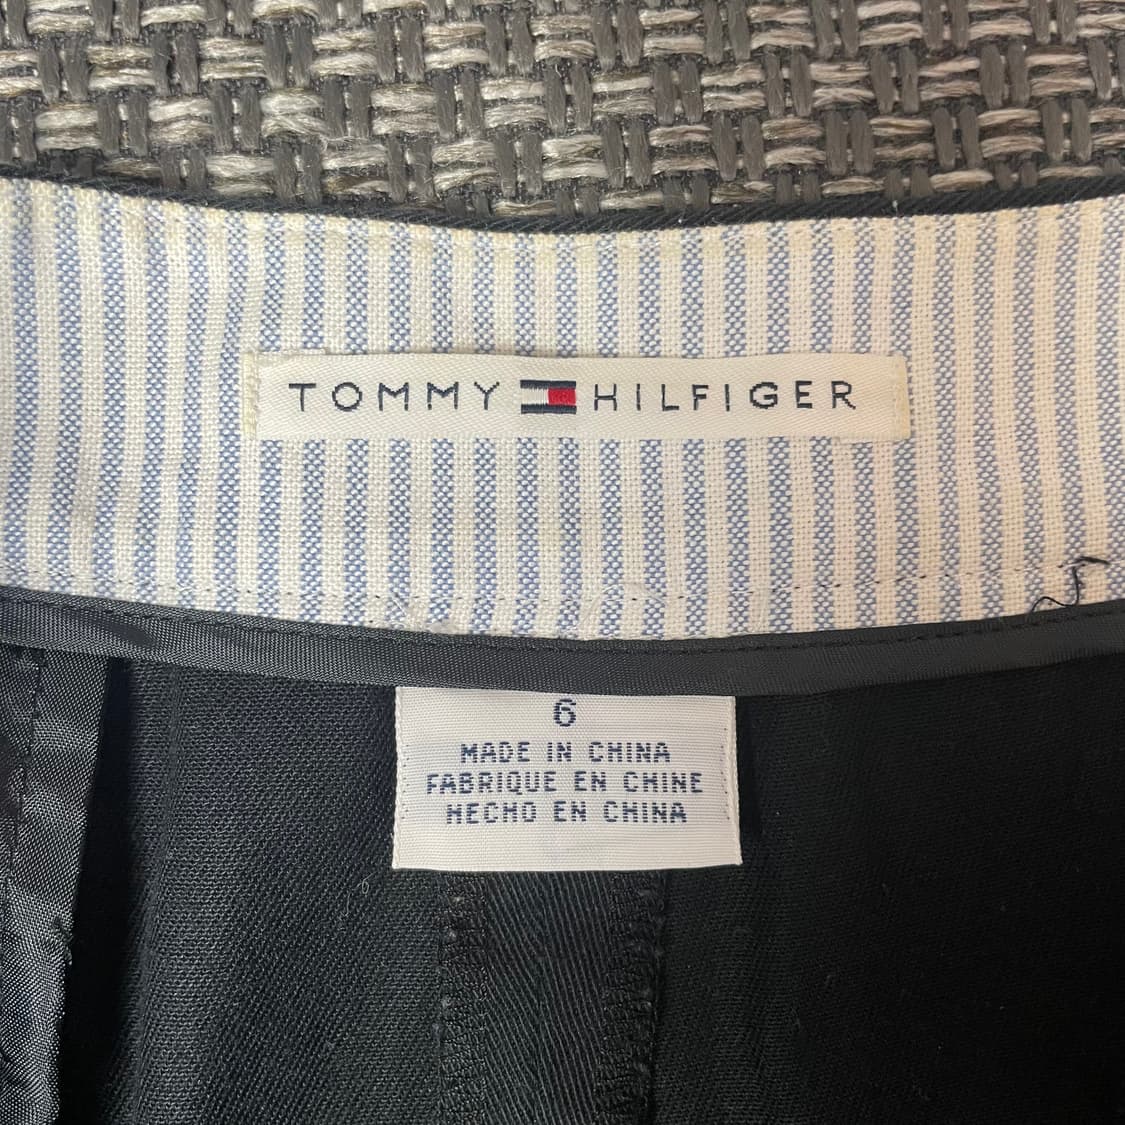 TOMMY HILFIGER
6
MADE IN CHINA
FABRIQUE EN CHINE
HECHO EN CHINA